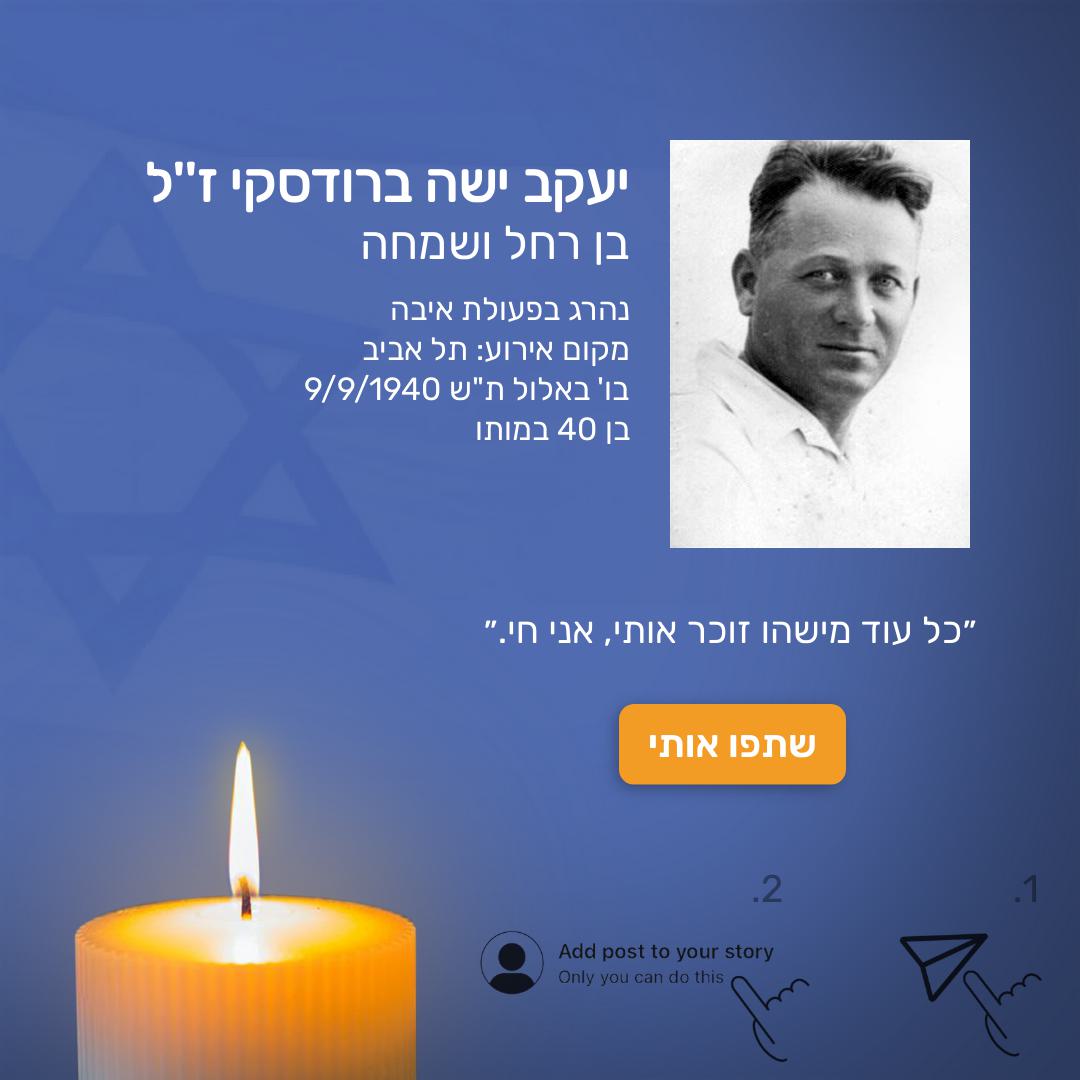 יעקב ישה ברודסקי ז"ל
בן רחל ושמחה
נהרג בפעולת איבה
מקום אירוע: תל אביב
בו' באלול ת"ש 9/9/1940
בן 40 במותו
״כל עוד מישהו זוכר אותי, אני חי.״
שתפו אותי
1.
2.
Add post to your story
Only you can do this